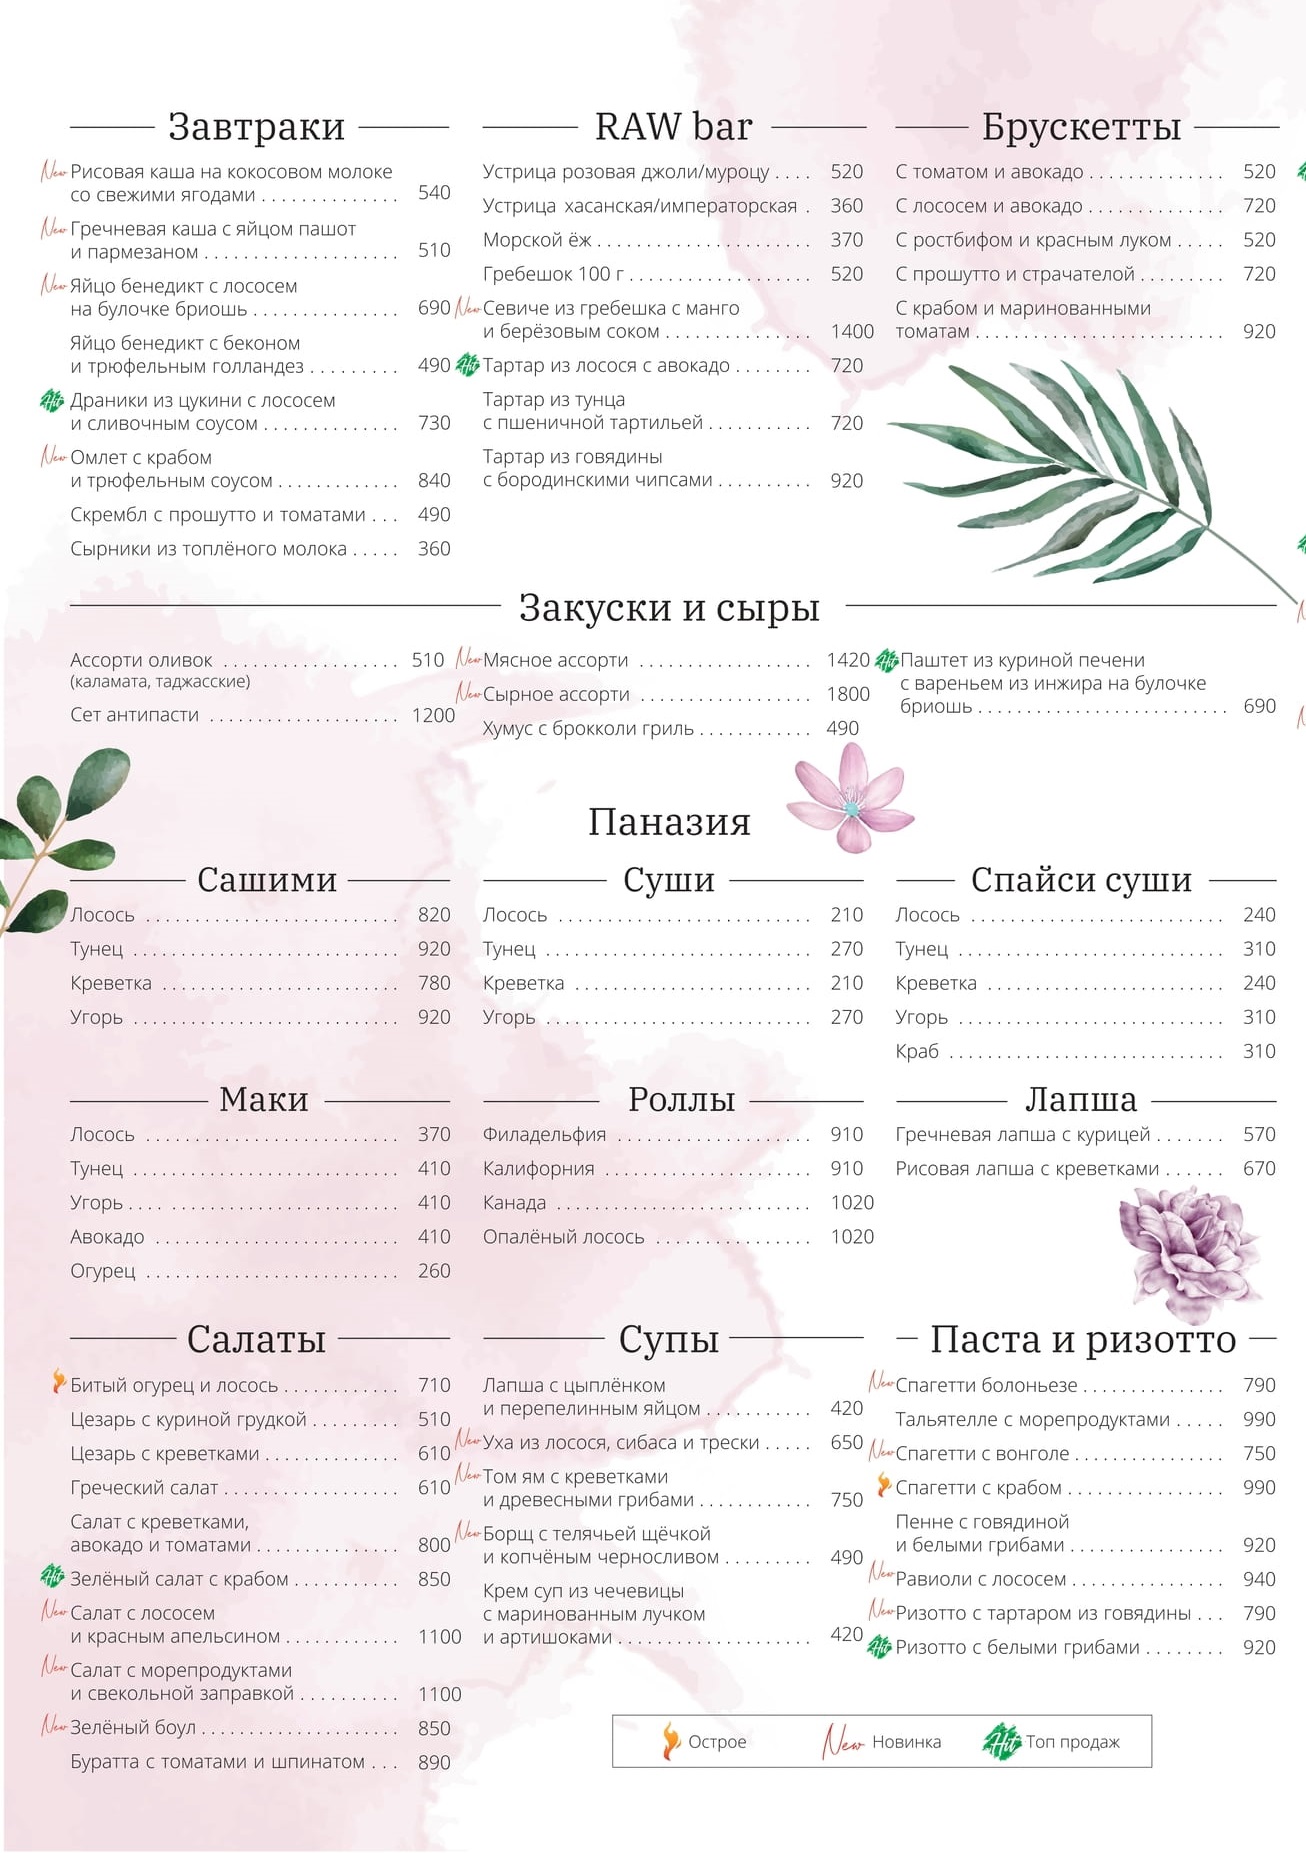 Завтраки
New Рисовая каша на кокосовом молоке
со свежими ягодами . . . . . . . . . . . . . . 540
New Гречневая каша с яйцом пашот
и пармезаном . . . . . . . . . . . . . . . . . . . . 510
New Яйцо бенедикт с лососем
на булочке бриошь . . . . . . . . . . . . . . . 690
Яйцо бенедикт с беконом
и трюфельным голландез . . . . . . . . . 490
Hit Драники из цукини с лососем
и сливочным соусом . . . . . . . . . . . . . . 730
New Омлет с крабом
и трюфельным соусом . . . . . . . . . . . . 840
Скрембл с прошутто и томатами . . . 490
Сырники из топлёного молока . . . . . 360
RAW bar
Устрица розовая джоли/муроцу . . . . 520
Устрица хасанская/императорская . 360
Морской ёж . . . . . . . . . . . . . . . . . . . . . 370
Гребешок 100 г . . . . . . . . . . . . . . . . . . 520
New Севиче из гребешка с манго
и берёзовым соком . . . . . . . . . . . . . . 1400
Hit Тартар из лосося с авокадо . . . . . . . . 720
Тартар из тунца
с пшеничной тартильей . . . . . . . . . . . 720
Тартар из говядины
с бородинскими чипсами . . . . . . . . . . 920
Брускетты
С томатом и авокадо . . . . . . . . . . . . . 520
С лососем и авокадо . . . . . . . . . . . . . 720
С ростбифом и красным луком . . . . . 520
С прошутто и страчателой . . . . . . . . . 720
С крабом и маринованными
томатам . . . . . . . . . . . . . . . . . . . . . . . . 920
Закуски и сыры
Ассорти оливок . . . . . . . . . . . . . . . . . . 510
(каламата, таджасские)
Сет антипасти . . . . . . . . . . . . . . . . . . . 1200
New Мясное ассорти . . . . . . . . . . . . . . . . . 1420
New Сырное ассорти . . . . . . . . . . . . . . . . . 1800
Хумус с брокколи гриль . . . . . . . . . . . . 490
Hit Паштет из куриной печени
с вареньем из инжира на булочке
бриошь . . . . . . . . . . . . . . . . . . . . . . . . . 690
Паназия
Сашими
Лосось . . . . . . . . . . . . . . . . . . . . . . . . . 820
Тунец . . . . . . . . . . . . . . . . . . . . . . . . . . 920
Креветка . . . . . . . . . . . . . . . . . . . . . . . 780
Угорь . . . . . . . . . . . . . . . . . . . . . . . . . . 920
Суши
Лосось . . . . . . . . . . . . . . . . . . . . . . . . . 210
Тунец . . . . . . . . . . . . . . . . . . . . . . . . . . 270
Креветка . . . . . . . . . . . . . . . . . . . . . . . 210
Угорь . . . . . . . . . . . . . . . . . . . . . . . . . . 270
Спайси суши
Лосось . . . . . . . . . . . . . . . . . . . . . . . . . 240
Тунец . . . . . . . . . . . . . . . . . . . . . . . . . . 310
Креветка . . . . . . . . . . . . . . . . . . . . . . . 240
Угорь . . . . . . . . . . . . . . . . . . . . . . . . . . 310
Краб . . . . . . . . . . . . . . . . . . . . . . . . . . . 310
Маки
Лосось . . . . . . . . . . . . . . . . . . . . . . . . . 370
Тунец . . . . . . . . . . . . . . . . . . . . . . . . . . 410
Угорь . . . . . . . . . . . . . . . . . . . . . . . . . . 410
Авокадо . . . . . . . . . . . . . . . . . . . . . . . . 410
Огурец . . . . . . . . . . . . . . . . . . . . . . . . . 260
Роллы
Филадельфия . . . . . . . . . . . . . . . . . . . 910
Калифорния . . . . . . . . . . . . . . . . . . . . 910
Канада . . . . . . . . . . . . . . . . . . . . . . . . . 1020
Опалёный лосось . . . . . . . . . . . . . . . . 1020
Лапша
Гречневая лапша с курицей . . . . . . . 570
Рисовая лапша с креветками . . . . . . 670
Салаты
Битый огурец и лосось . . . . . . . . . . . . 710
Цезарь с куриной грудкой . . . . . . . . . 510
Цезарь с креветками . . . . . . . . . . . . . . 610
Греческий салат . . . . . . . . . . . . . . . . . . 610
Салат с креветками,
авокадо и томатами . . . . . . . . . . . . . . . 800
Hit Зелёный салат с крабом . . . . . . . . . . . 850
New Салат с лососем
и красным апельсином . . . . . . . . . . . . 1100
New Салат с морепродуктами
и свекольной заправкой . . . . . . . . . . 1100
New Зелёный боул . . . . . . . . . . . . . . . . . . . . 850
Буратта с томатами и шпинатом . . . 890
Супы
Лапша с цыплёнком
и перепелинным яйцом . . . . . . . . . . . 420
New Уха из лосося, сибаса и трески . . . . . 650
New Том ям с креветками
и древесными грибами . . . . . . . . . . . . 750
New Борщ с телячьей щёчкой
и копчёным черносливом . . . . . . . . . 490
Крем суп из чечевицы
с маринованным лучком
и артишоками . . . . . . . . . . . . . . . . . . . . 420
Паста и ризотто
New Спагетти болоньезе . . . . . . . . . . . . . . . 790
Тальятелле с морепродуктами . . . . . 990
New Спагетти с вонголе . . . . . . . . . . . . . . . . 750
Спагетти с крабом . . . . . . . . . . . . . . . . . 990
Пенне с говядиной
и белыми грибами . . . . . . . . . . . . . . . . 920
New Равиоли с лососем . . . . . . . . . . . . . . . . 940
New Ризотто с тартаром из говядины . . . 790
Hit Ризотто с белыми грибами . . . . . . . . 920
Острое New Новинка Hit Топ продаж